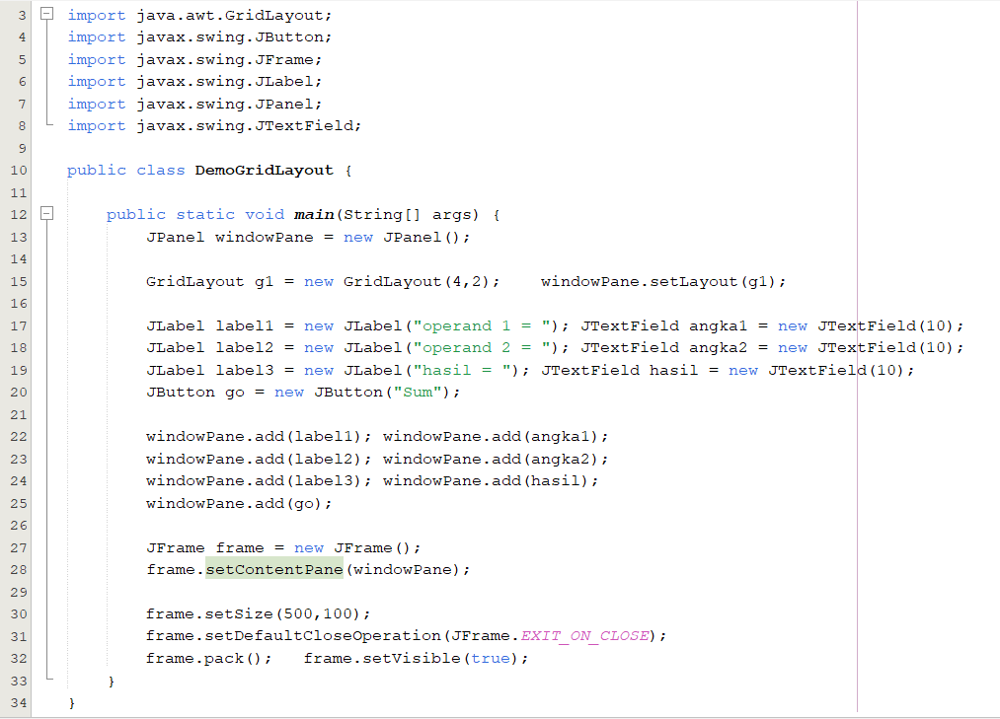 3 import java.awt.GridLayout;
4 import javax.swing.JButton;
5 import javax.swing.JFrame;
6 import javax.swing.JLabel;
7 import javax.swing.JPanel;
8 import javax.swing.JTextField;
9
10 public class DemoGridLayout {
11
12 public static void main(String[] args) {
13 JPanel windowPane = new JPanel();
14
15 GridLayout g1 = new GridLayout(4,2);    windowPane.setLayout(g1);
16
17 JLabel label1 = new JLabel("operand 1 = "); JTextField angka1 = new JTextField(10);
18 JLabel label2 = new JLabel("operand 2 = "); JTextField angka2 = new JTextField(10);
19 JLabel label3 = new JLabel("hasil = "); JTextField hasil = new JTextField(10);
20 JButton go = new JButton("Sum");
21
22 windowPane.add(label1); windowPane.add(angka1);
23 windowPane.add(label2); windowPane.add(angka2);
24 windowPane.add(label3); windowPane.add(hasil);
25 windowPane.add(go);
26
27 JFrame frame = new JFrame();
28 frame.setContentPane(windowPane);
29
30 frame.setSize(500,100);
31 frame.setDefaultCloseOperation(JFrame.EXIT_ON_CLOSE);
32 frame.pack();   frame.setVisible(true);
33 }
34 }